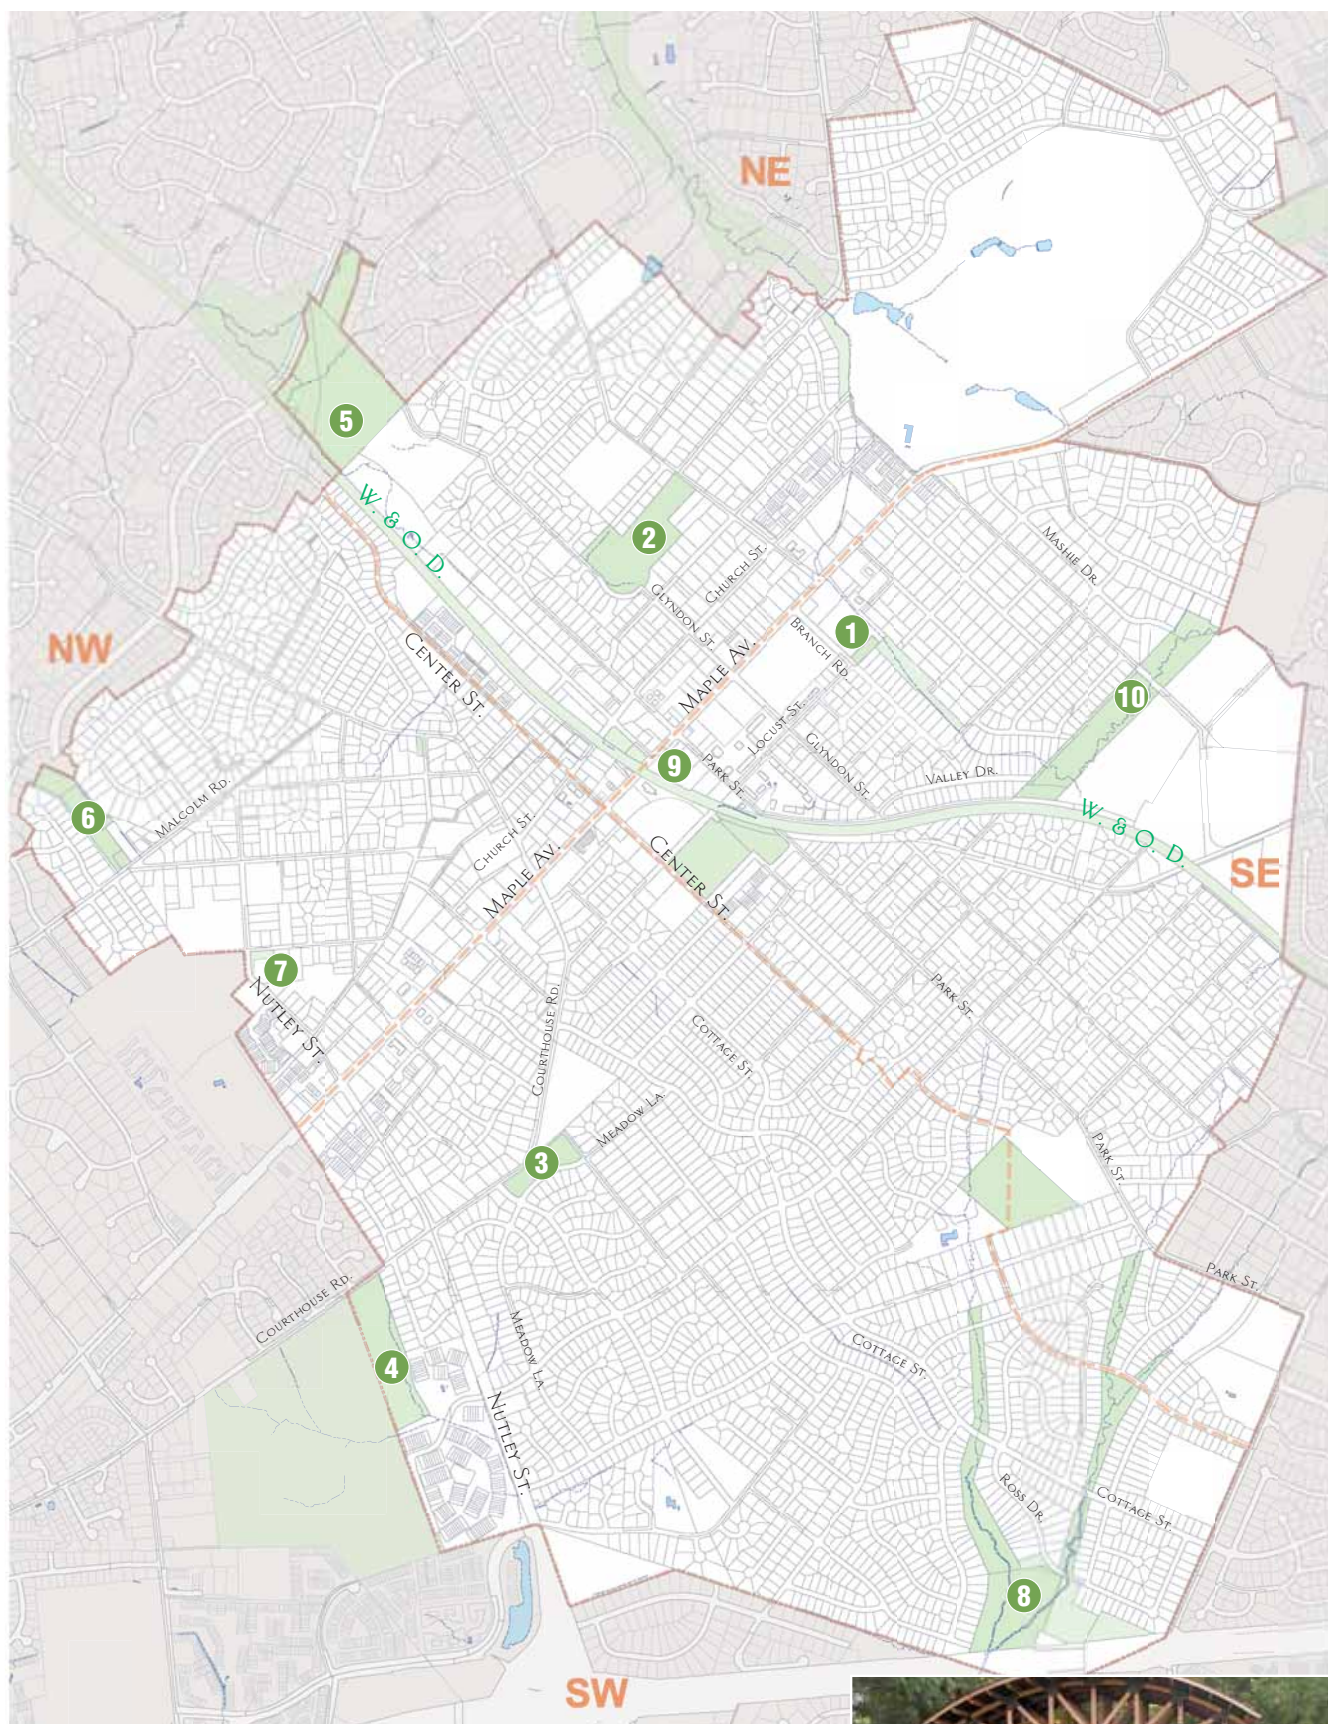 NE
5
W. & O. D.
2
CHURCH ST.
MASHIE DR.
GLYNDON ST.
1
BRANCH RD.
NW
CENTER ST.
MAPLE AV.
10
LOCUST ST.
GLYNDON ST.
9
PARK ST.
VALLEY DR.
6
MALCOLM RD.
W. & O. D.
CHURCH ST.
MAPLE AV.
CENTER ST.
SE
7
NUTLEY ST.
PARK ST.
COURTHOUSE RD.
COTTAGE ST.
MEADOW LA.
3
PARK ST.
PARK ST.
COURTHOUSE RD.
4
MEADOW LA.
COTTAGE ST.
NUTLEY ST.
ROSS DR.
COTTAGE ST.
8
SW